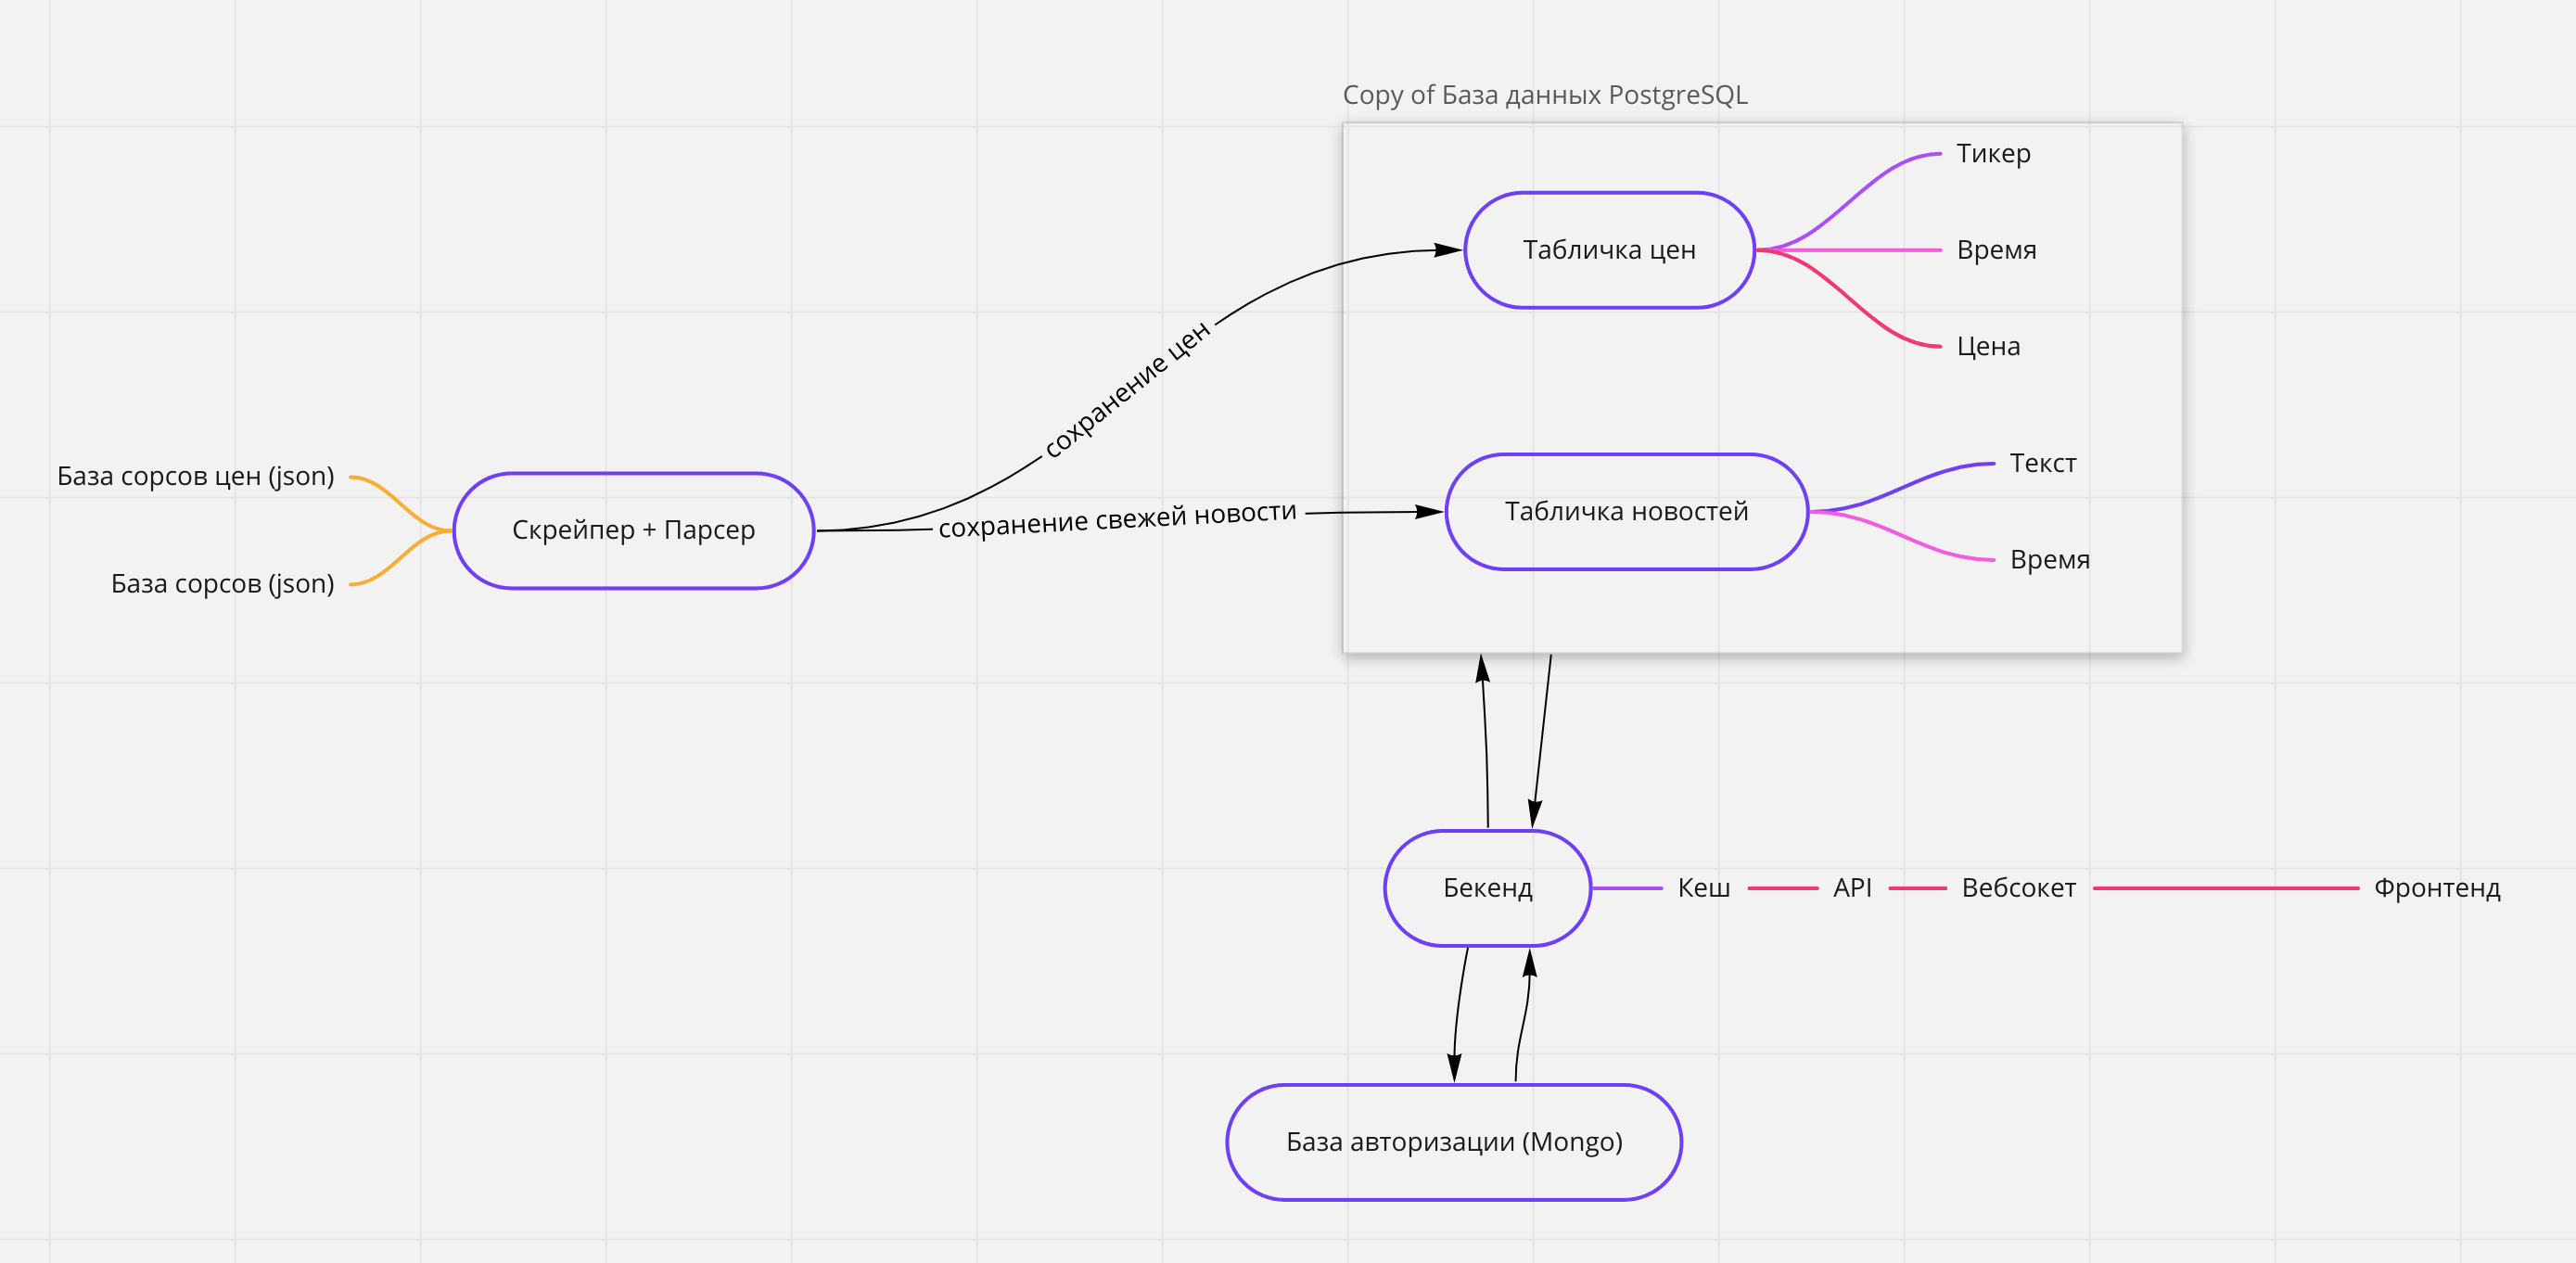 Copy of База данных PostgreSQL
Тикер
Табличка цен
Время
Цена
сохранение цен
База сорсов цен (json)
Скрейпер + Парсер
База сорсов (json)
сохранение свежей новости
Табличка новостей
Текст
Время
Бекенд
Кеш
API
Вебсокет
Фронтенд
База авторизации (Mongo)